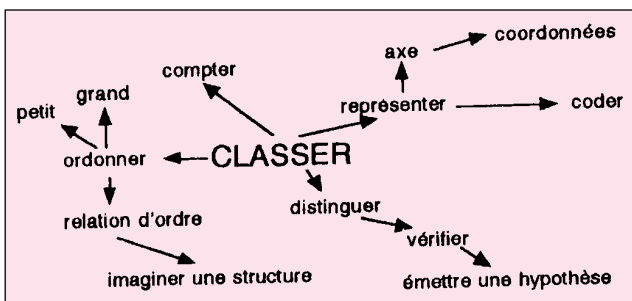 coordonnées
axe
compter
grand
représenter
coder
petit
ordonner
CLASSER
distinguer
relation d'ordre
vérifier
imaginer une structure
émettre une hypothèse